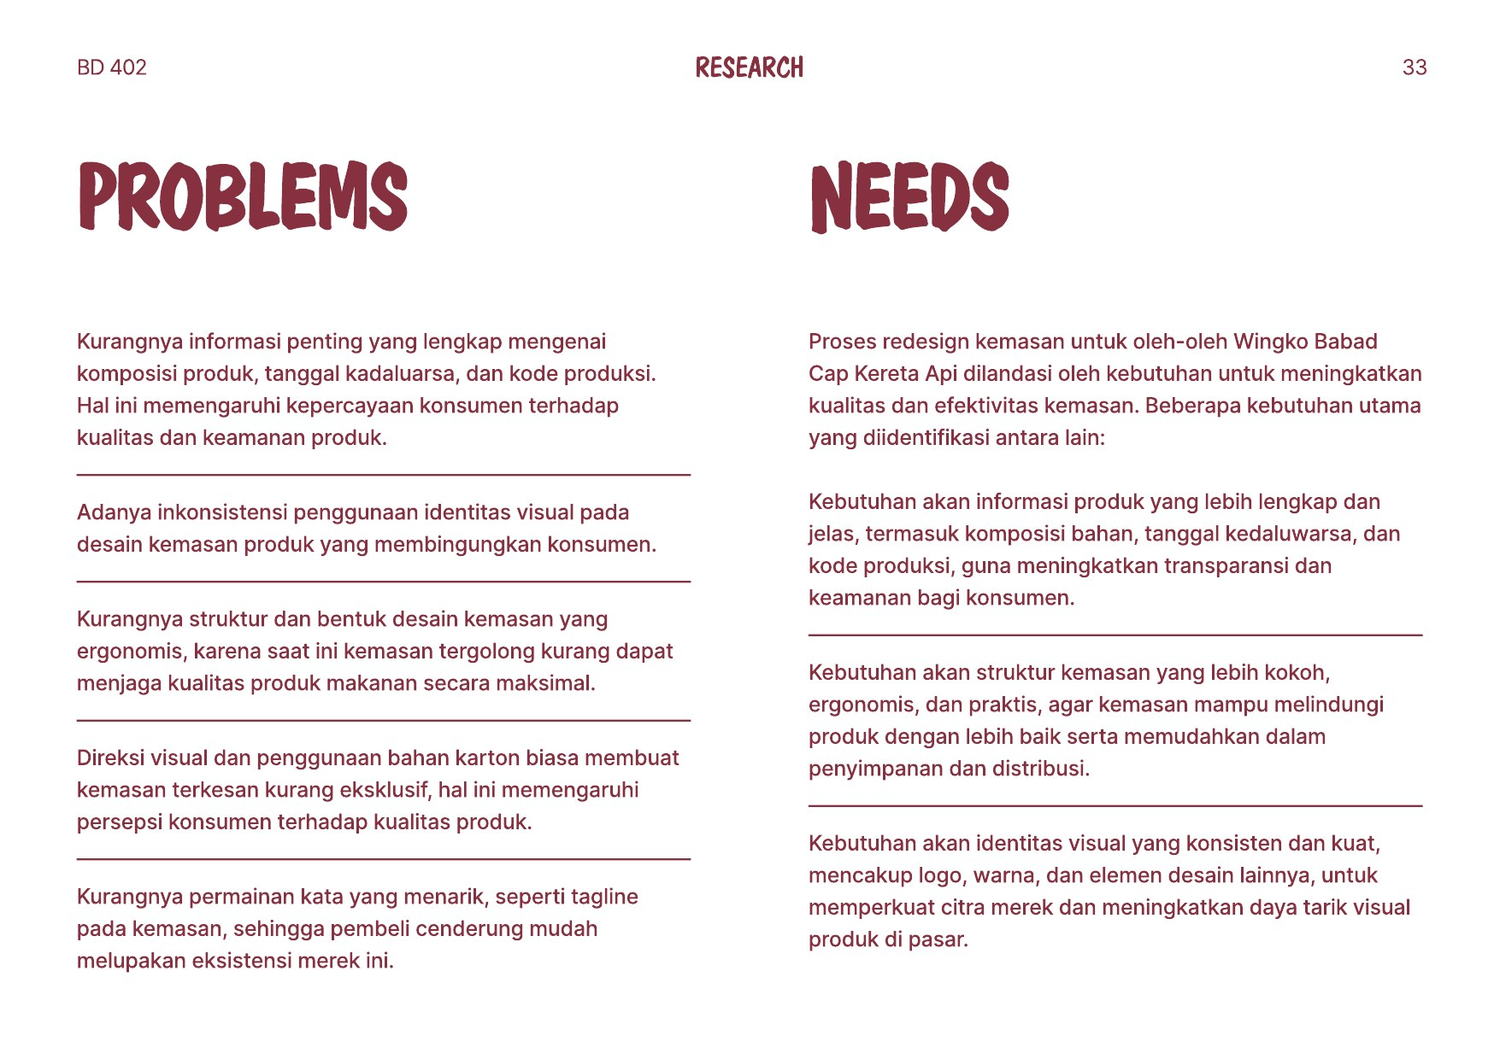 BD 402
RESEARCH
33
PROBLEMS
Kurangnya informasi penting yang lengkap mengenai
komposisi produk, tanggal kadaluarsa, dan kode produksi.
Hal ini memengaruhi kepercayaan konsumen terhadap
kualitas dan keamanan produk.
Adanya inkonsistensi penggunaan identitas visual pada
desain kemasan produk yang membingungkan konsumen.
Kurangnya struktur dan bentuk desain kemasan yang
ergonomis, karena saat ini kemasan tergolong kurang dapat
menjaga kualitas produk makanan secara maksimal.
Direksi visual dan penggunaan bahan karton biasa membuat
kemasan terkesan kurang eksklusif, hal ini memengaruhi
persepsi konsumen terhadap kualitas produk.
Kurangnya permainan kata yang menarik, seperti tagline
pada kemasan, sehingga pembeli cenderung mudah
melupakan eksistensi merek ini.
NEEDS
Proses redesign kemasan untuk oleh-oleh Wingko Babad
Cap Kereta Api dilandasi oleh kebutuhan untuk meningkatkan
kualitas dan efektivitas kemasan. Beberapa kebutuhan utama
yang diidentifikasi antara lain:
Kebutuhan akan informasi produk yang lebih lengkap dan
jelas, termasuk komposisi bahan, tanggal kedaluwarsa, dan
kode produksi, guna meningkatkan transparansi dan
keamanan bagi konsumen.
Kebutuhan akan struktur kemasan yang lebih kokoh,
ergonomis, dan praktis, agar kemasan mampu melindungi
produk dengan lebih baik serta memudahkan dalam
penyimpanan dan distribusi.
Kebutuhan akan identitas visual yang konsisten dan kuat,
mencakup logo, warna, dan elemen desain lainnya, untuk
memperkuat citra merek dan meningkatkan daya tarik visual
produk di pasar.